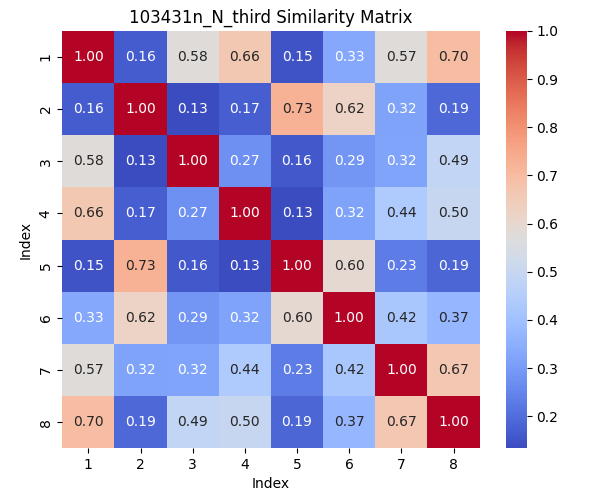 103431n_N_third Similarity Matrix
1 1.00 0.16 0.58 0.66 0.15 0.33 0.57 0.70
2 0.16 1.00 0.13 0.17 0.73 0.62 0.32 0.19
3 0.58 0.13 1.00 0.27 0.16 0.29 0.32 0.49
4 0.66 0.17 0.27 1.00 0.13 0.32 0.44 0.50
5 0.15 0.73 0.16 0.13 1.00 0.60 0.23 0.19
6 0.33 0.62 0.29 0.32 0.60 1.00 0.42 0.37
7 0.57 0.32 0.32 0.44 0.23 0.42 1.00 0.67
8 0.70 0.19 0.49 0.50 0.19 0.37 0.67 1.00
1 2 3 4 5 6 7 8
Index
Index
1.0
0.9
0.8
0.7
0.6
0.5
0.4
0.3
0.2